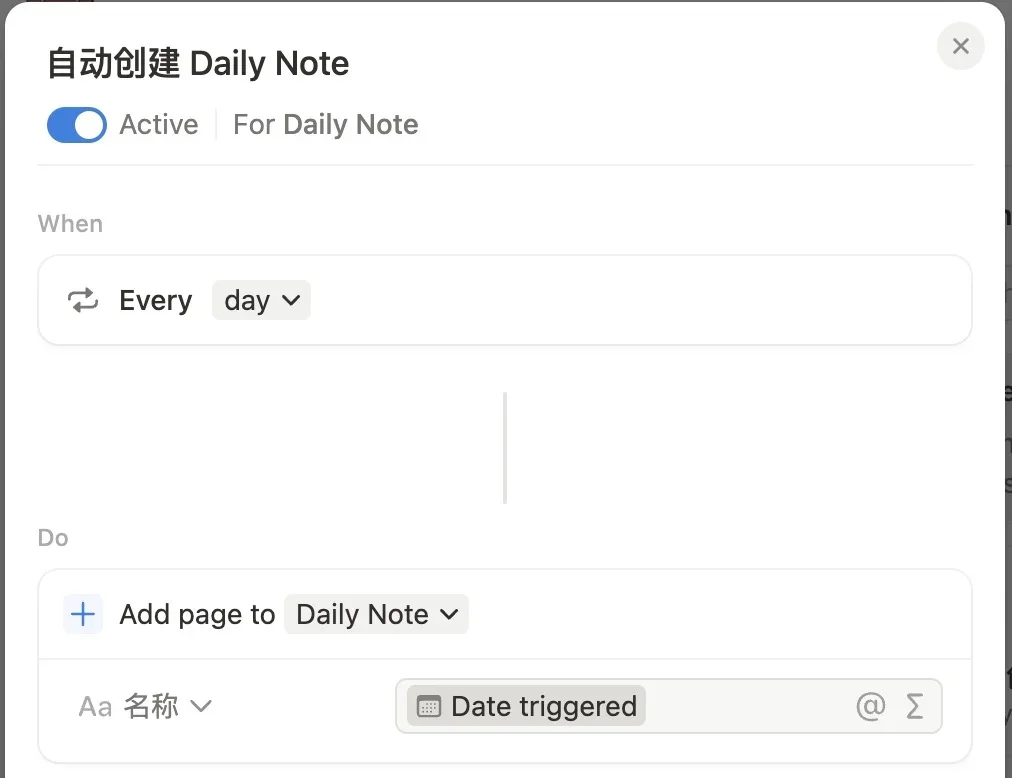 自动创建 Daily Note
Active For Daily Note
When
Every day
Do
Add page to Daily Note
Aa 名称 Date triggered @ Σ